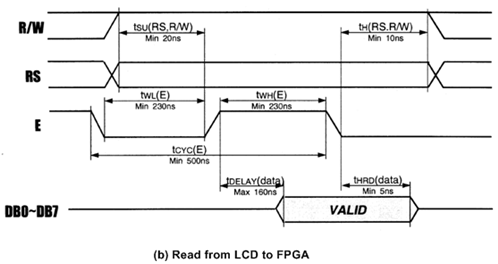 R/W
tSU(RS,R/W)
Min 20ns
tH(RS,R/W)
Min 10ns
RS
tWL(E)
Min 230ns
tWH(E)
Min 230ns
E
tCYC(E)
Min 500ns
tDELAY(data)
Max 160ns
tHRD(data)
Min 5ns
DB0~DB7
VALID
(b) Read from LCD to FPGA